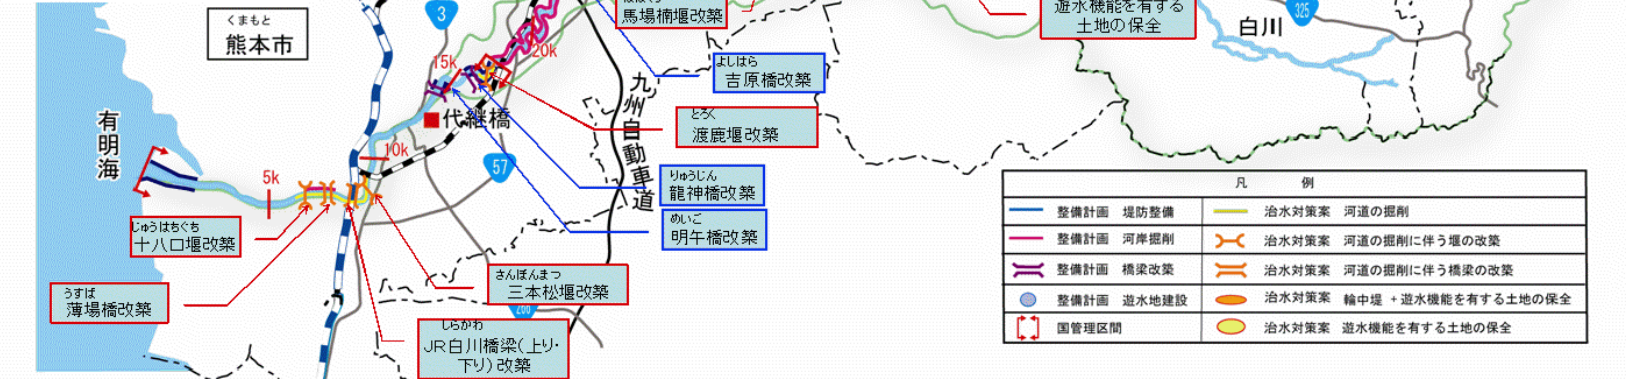 3
くまもと
熊本市
馬場楠堰改築
遊水機能を有する
土地の保全
白川
325
15k
20k
よしはら
吉原橋改築
九州自動車道
代継橋
とろく
渡鹿堰改築
有明海
10k
57
5k
りゅうじん
龍神橋改築
めいご
明午橋改築
じゅうはちぐち
十八口堰改築
さんぼんまつ
三本松堰改築
うすば
薄場橋改築
しらかわ
JR白川橋梁(上り・
下り)改築
凡 例
整備計画 堤防整備
治水対策案 河道の掘削
整備計画 河岸掘削
治水対策案 河道の掘削に伴う堰の改築
整備計画 橋梁改築
治水対策案 河道の掘削に伴う橋梁の改築
整備計画 遊水地建設
治水対策案 輪中堤 +遊水機能を有する土地の保全
国管理区間
治水対策案 遊水機能を有する土地の保全